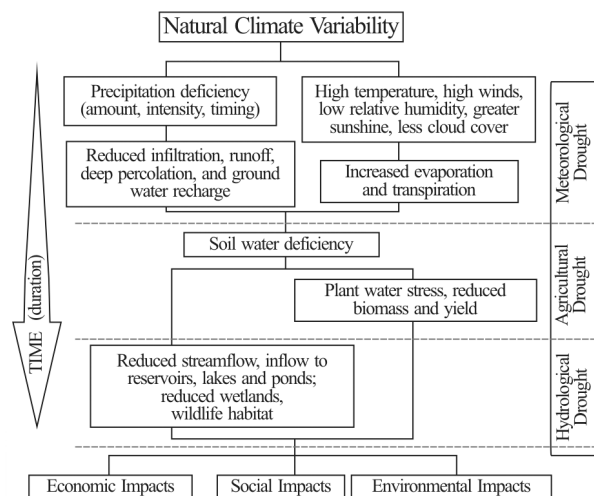 Natural Climate Variability
Precipitation deficiency
(amount, intensity, timing)
High temperature, high winds,
low relative humidity, greater
sunshine, less cloud cover
Reduced infiltration, runoff,
deep percolation, and ground
water recharge
Increased evaporation
and transpiration
Meteorological
Drought
Soil water deficiency
Plant water stress, reduced
biomass and yield
Agricultural
Drought
TIME (duration)
Reduced streamflow, inflow to
reservoirs, lakes and ponds;
reduced wetlands,
wildlife habitat
Hydrological
Drought
Economic Impacts
Social Impacts
Environmental Impacts